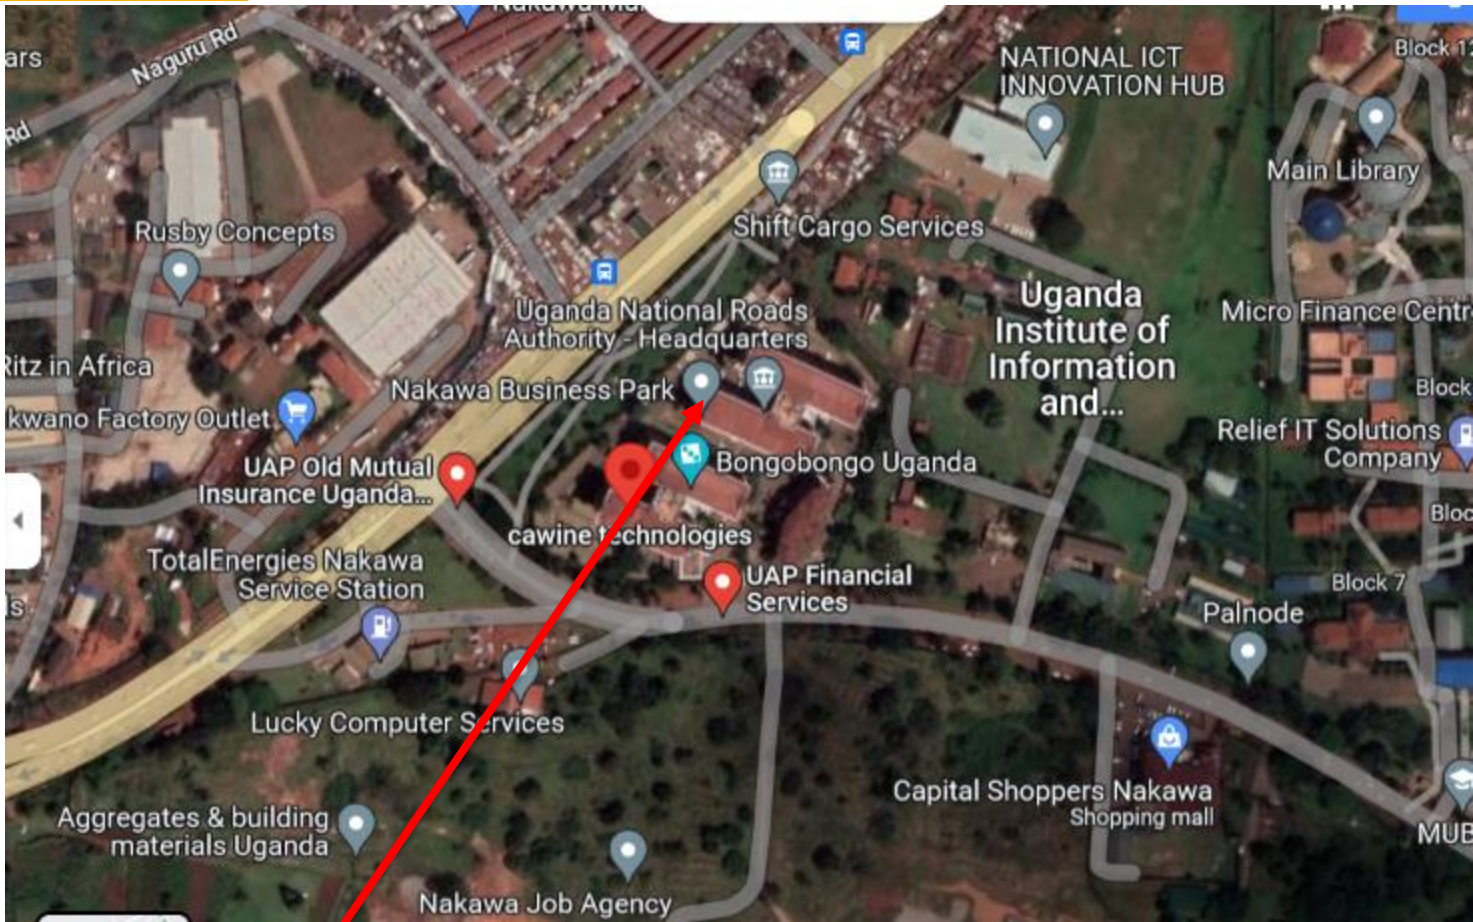 Nakawa
Naguru Rd
NATIONAL ICT
INNOVATION HUB
Block
ars
Rd
Main Library
Rusby Concepts
Shift Cargo Services
Uganda
Institute of
Information
and...
Uganda National Roads
Authority - Headquarters
Micro Finance Centr
Ritz in Africa
Nakawa Business Park
Block
kwano Factory Outlet
Relief IT Solutions
Company
UAP Old Mutual
Insurance Uganda...
Bongobongo Uganda
Bloc
cawine technologies
TotalEnergies Nakawa
Service Station
UAP Financial
Services
Block 7
ls
Palnode
Lucky Computer Services
Capital Shoppers Nakawa
Shopping mall
Aggregates & building
materials Uganda
MUB
Nakawa Job Agency